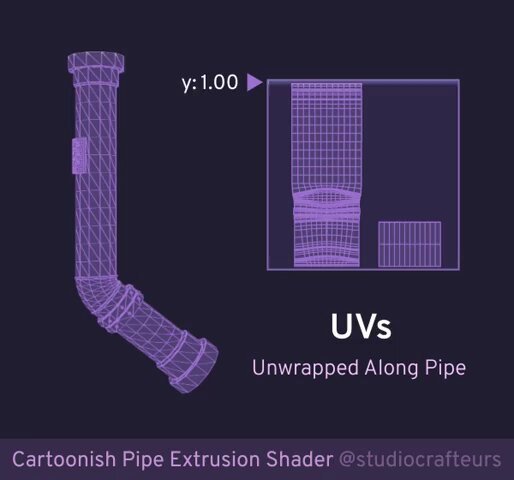 y: 1.00
UVs
Unwrapped Along Pipe
Cartoonish Pipe Extrusion Shader @studiocrafteurs